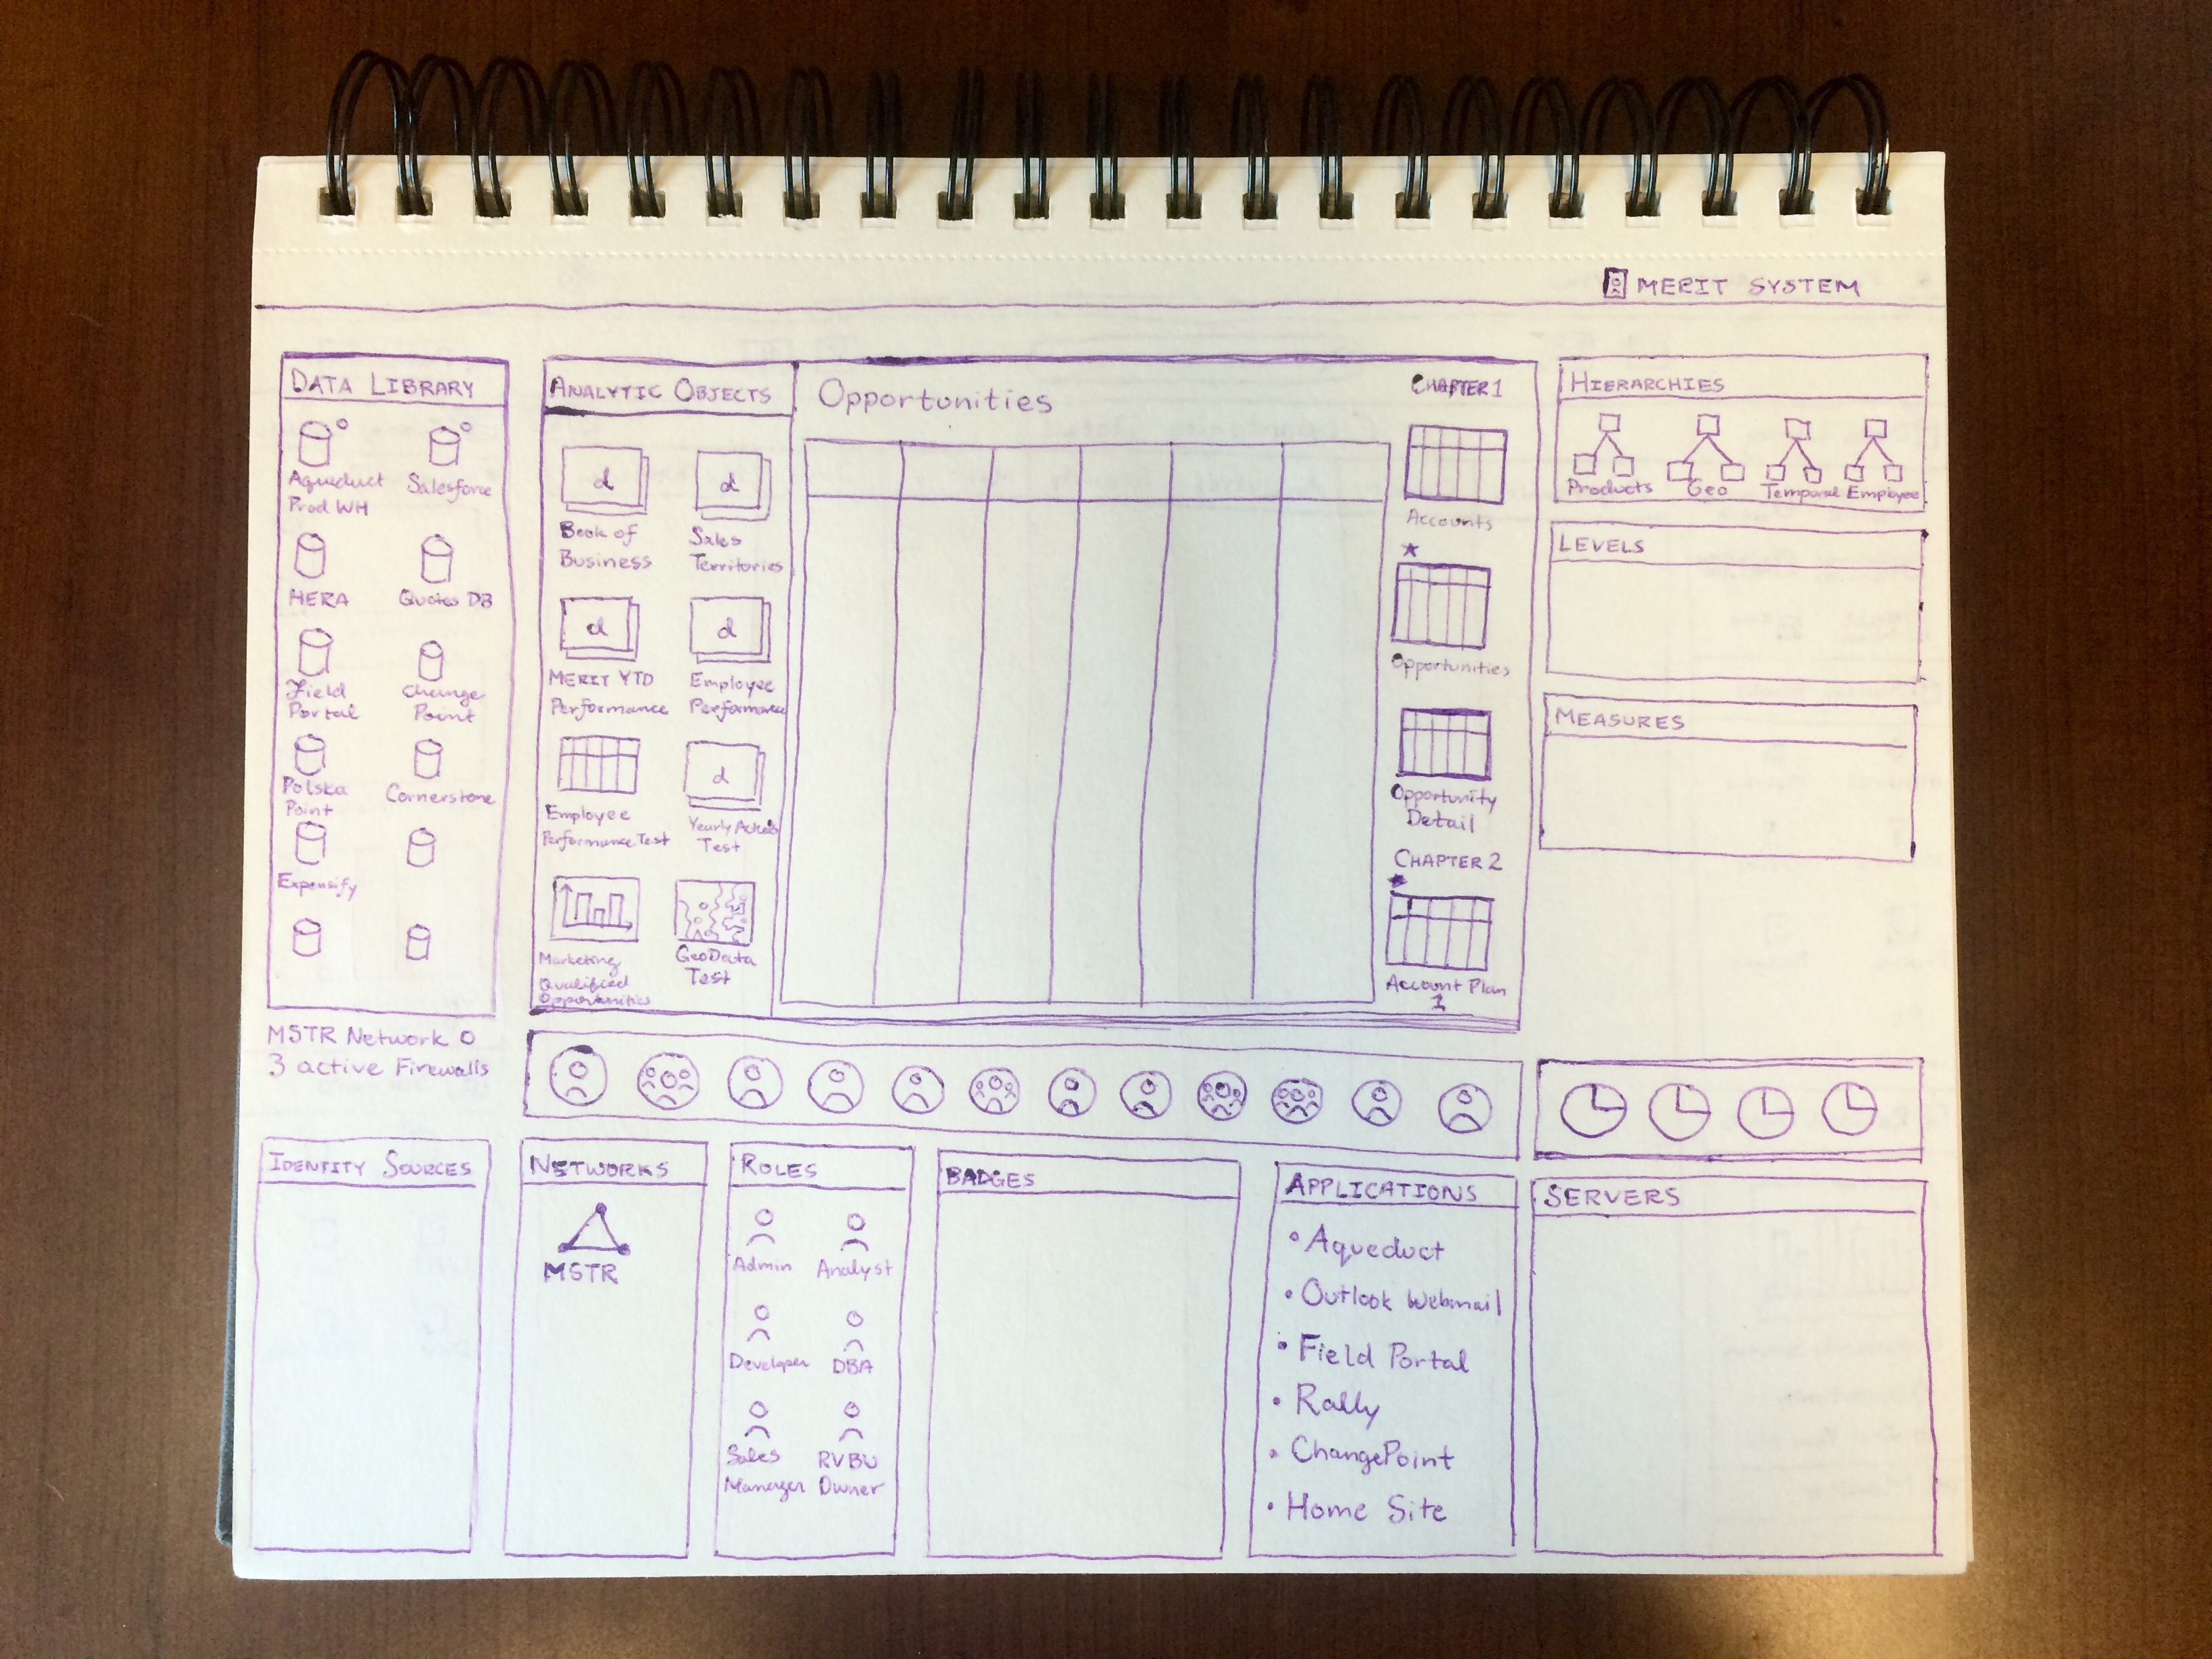 MERIT SYSTEM
DATA LIBRARY
Aqueduct
Prod WH
Salesforce
HERA
Quotes DB
Field
Portal
Change
Point
Polska
Point
Cornerstone
Expensify
MSTR Network
3 active Firewalls
ANALYTIC OBJECTS
Book of
Business
Sales
Territories
MERIT YTD
Performance
Employee
Performance
Employee
Performance Test
Yearly
Test
Marketing
Qualified
Opportunities
GeoData
Test
d
d
d
d
d
Opportunities
CHAPTER 1
Accounts
Opportunities
Opportunity
Detail
CHAPTER 2
Account Plan
1
HIERARCHIES
Products
Geo
Temporal
Employee
LEVELS
MEASURES
IDENTITY SOURCES
NETWORKS
MSTR
ROLES
Admin
Analyst
Developer
DBA
Sales
Manager
RVBU
Owner
BADGES
APPLICATIONS
• Aqueduct
• Outlook Webmail
• Field Portal
• Rally
• ChangePoint
• Home Site
SERVERS